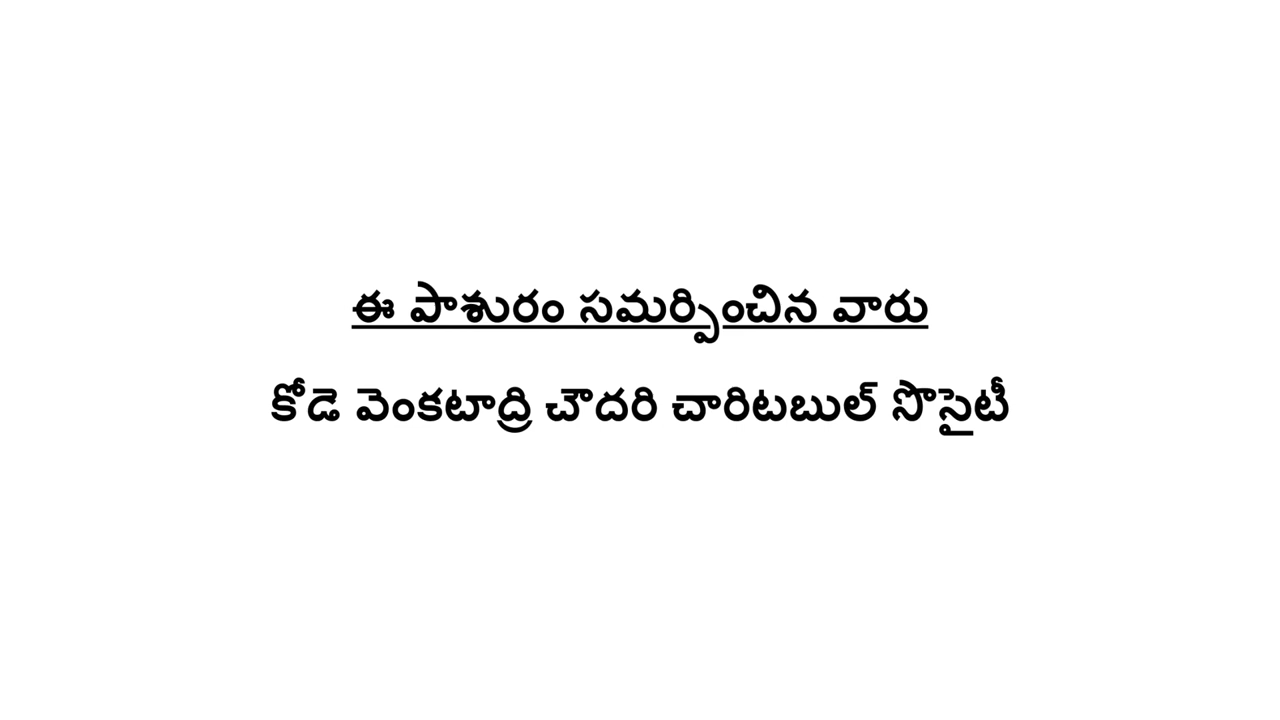 ఈ పాశురం సమర్పించిన వారు
కోడె వెంకటాద్రి చౌదరి చారిటబుల్ సొసైటీ